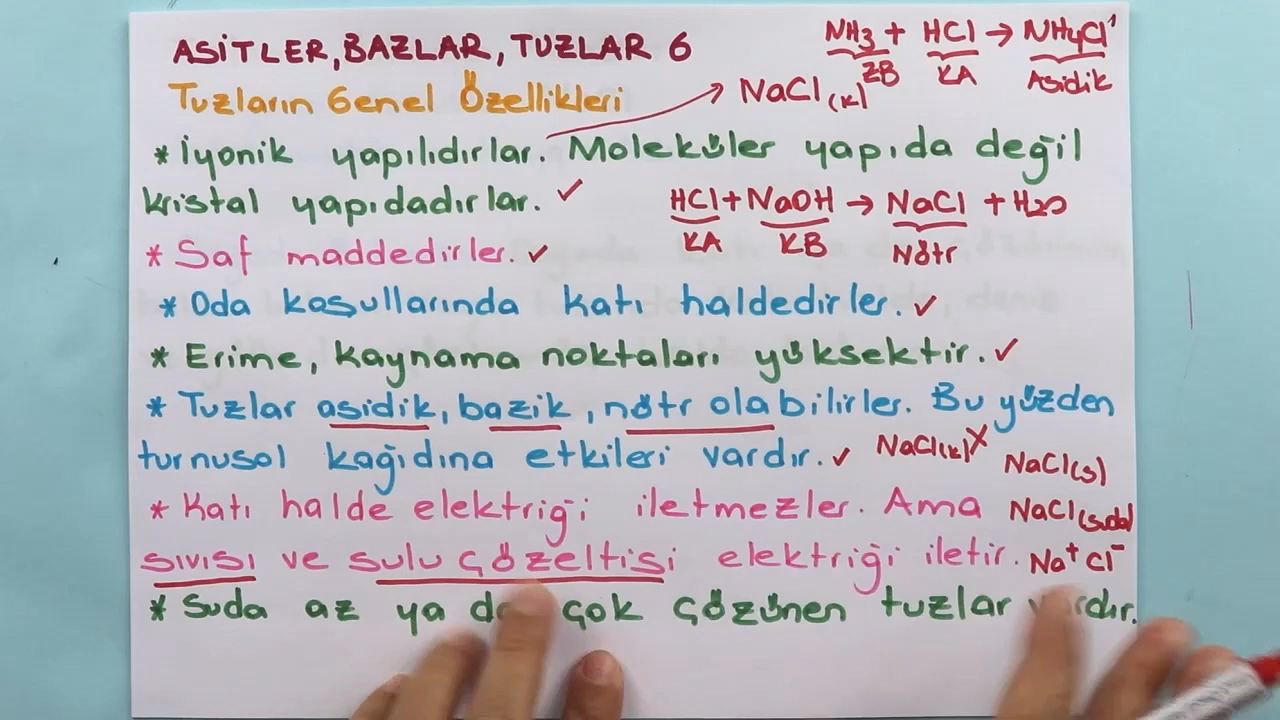 ASİTLER, BAZLAR, TUZLAR 6
NH3 + HCl → NH4Cl
ZB KA Asidik
Tuzların Genel Özellikleri
NaCl(k)
* İyonik yapılıdırlar. Moleküler yapıda değil
kristal yapıdadırlar. ✓
HCl + NaOH → NaCl + H2O
KA KB Nötr
* Saf maddedirler. ✓
* Oda koşullarında katı haldedirler. ✓
* Erime, kaynama noktaları yüksektir. ✓
* Tuzlar asidik, bazik, nötr olabilirler. Bu yüzden
turnusol kağıdına etkileri vardır. ✓
NaCl(k) X
NaCl(s)
* Katı halde elektriği iletmezler. Ama
NaCl(suda)
sıvısı ve sulu çözeltisi elektriği iletir.
Na+ Cl-
* Suda az ya da çok çözünen tuzlar vardır.